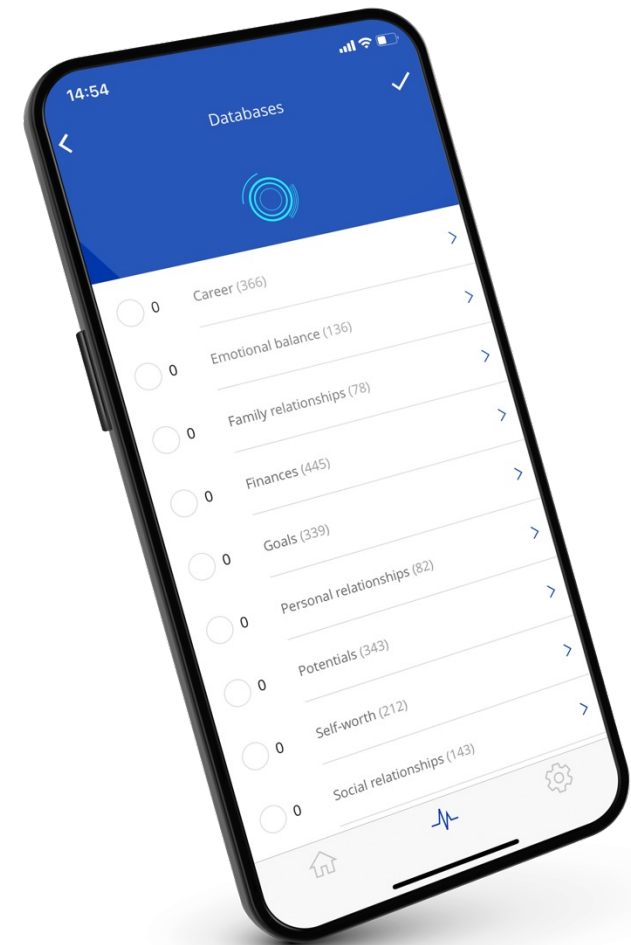 14:54
Databases
0 Career (366)
0 Emotional balance (136)
0 Family relationships (78)
0 Finances (445)
0 Goals (339)
0 Personal relationships (82)
0 Potentials (343)
0 Self-worth (212)
0 Social relationships (143)